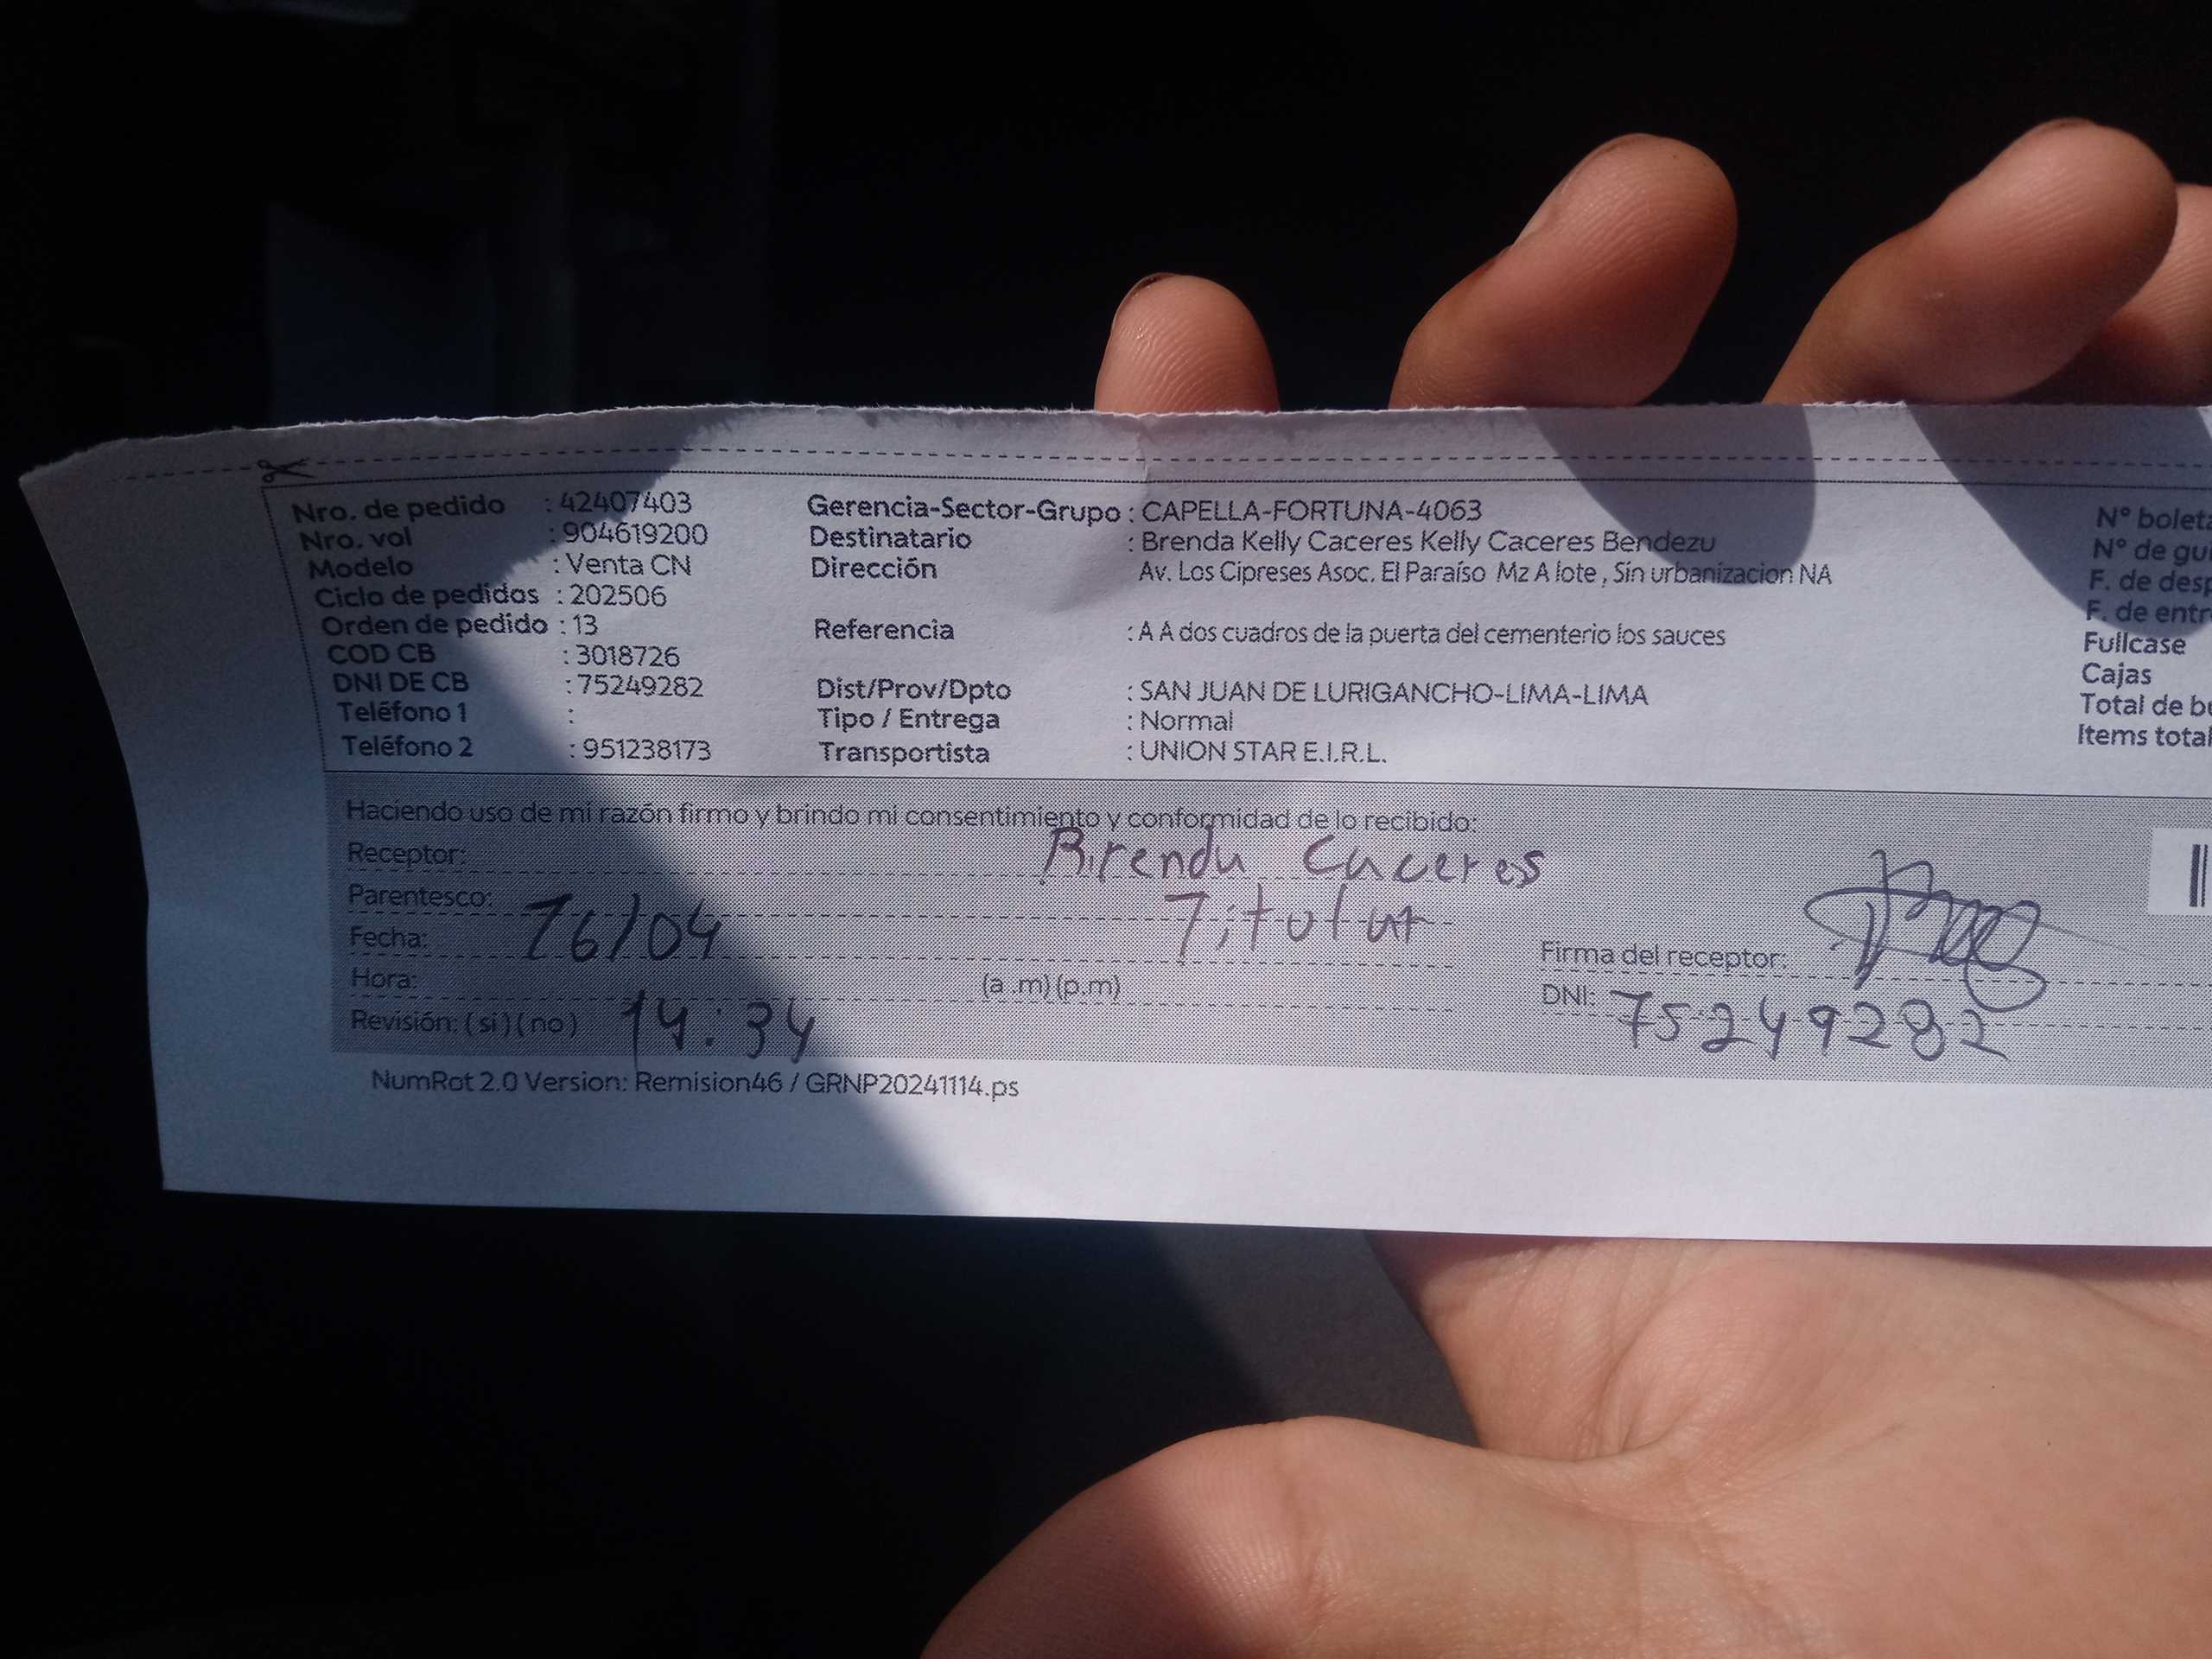 Nro. de pedido : 42407403
Nro. vol : 904619200
Modelo : Venta CN
Ciclo de pedidos : 202506
Orden de pedido : 13
COD CB : 3018726
DNI DE CB : 75249282
Teléfono 1 :
Teléfono 2 : 951238173
Gerencia-Sector-Grupo : CAPELLA-FORTUNA-4063
Destinatario : Brenda Kelly Caceres Kelly Caceres Bendezu
Dirección Av. Los Cipreses Asoc. El Paraíso Mz A lote , Sin urbanizacion NA
Referencia : A A dos cuadros de la puerta del cementerio los sauces
Dist/Prov/Dpto : SAN JUAN DE LURIGANCHO-LIMA-LIMA
Tipo / Entrega : Normal
Transportista : UNION STAR E.I.R.L.
N° boleta
N° de gui
F. de desp
F. de entre
Fullcase
Cajas
Total de bu
Items total
Haciendo uso de mi razón firmo y brindo mi consentimiento y conformidad de lo recibido:
Receptor: Brenda Caceres
Parentesco: Titular
Fecha: 16/04
Hora: (a .m) (p.m)
Revisión: ( si ) ( no ) 14:34
Firma del receptor:
DNI: 75249282
NumRot 2.0 Version: Remision46 / GRNP20241114.ps